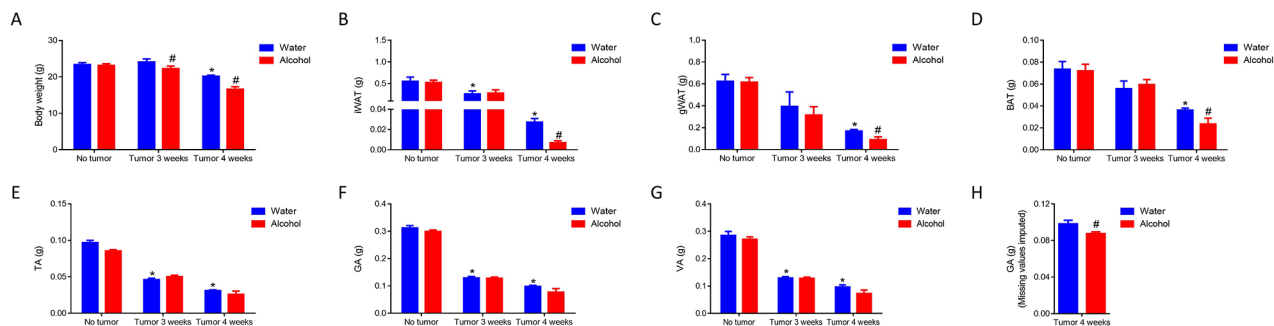 A
Body weight (g)
30
20
10
0
# * #
No tumor Tumor 3 weeks Tumor 4 weeks
Water
Alcohol
B
iWAT (g)
1.5
1.0
0.5
0.04
0.02
0.00
* * #
No tumor Tumor 3 weeks Tumor 4 weeks
Water
Alcohol
C
gWAT (g)
0.6
0.4
0.2
0.0
* #
No tumor Tumor 3 weeks Tumor 4 weeks
Water
Alcohol
D
BAT (g)
0.10
0.08
0.06
0.04
0.02
0.00
* #
No tumor Tumor 3 weeks Tumor 4 weeks
Water
Alcohol
E
TA (g)
0.15
0.10
0.05
0.00
* *
No tumor Tumor 3 weeks Tumor 4 weeks
Water
Alcohol
F
GA (g)
0.4
0.3
0.2
0.1
0.0
* *
No tumor Tumor 3 weeks Tumor 4 weeks
Water
Alcohol
G
VA (g)
0.4
0.3
0.2
0.1
0.0
* *
No tumor Tumor 3 weeks Tumor 4 weeks
Water
Alcohol
H
GA (g)
(Missing values imputed)
0.12
0.08
0.04
0.00
#
Tumor 4 weeks
Water
Alcohol